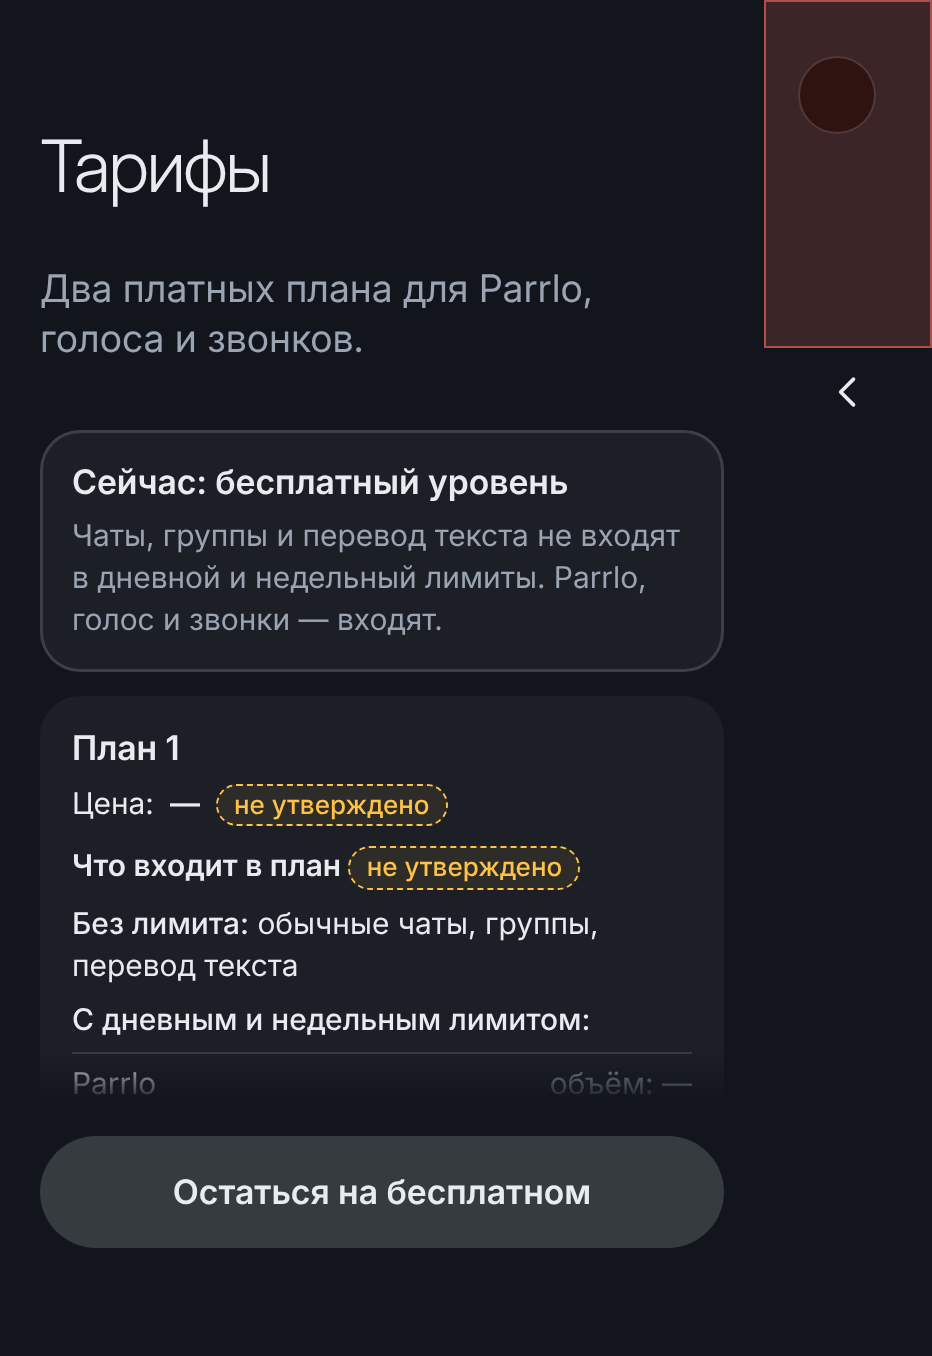 Тарифы
Два платных плана для Parrlo,
голоса и звонков.
Сейчас: бесплатный уровень
Чаты, группы и перевод текста не входят
в дневной и недельный лимиты. Parrlo,
голос и звонки — входят.
План 1
Цена: — не утверждено
Что входит в план не утверждено
Без лимита: обычные чаты, группы,
перевод текста
С дневным и недельным лимитом:
Parrlo объём: —
Остаться на бесплатном